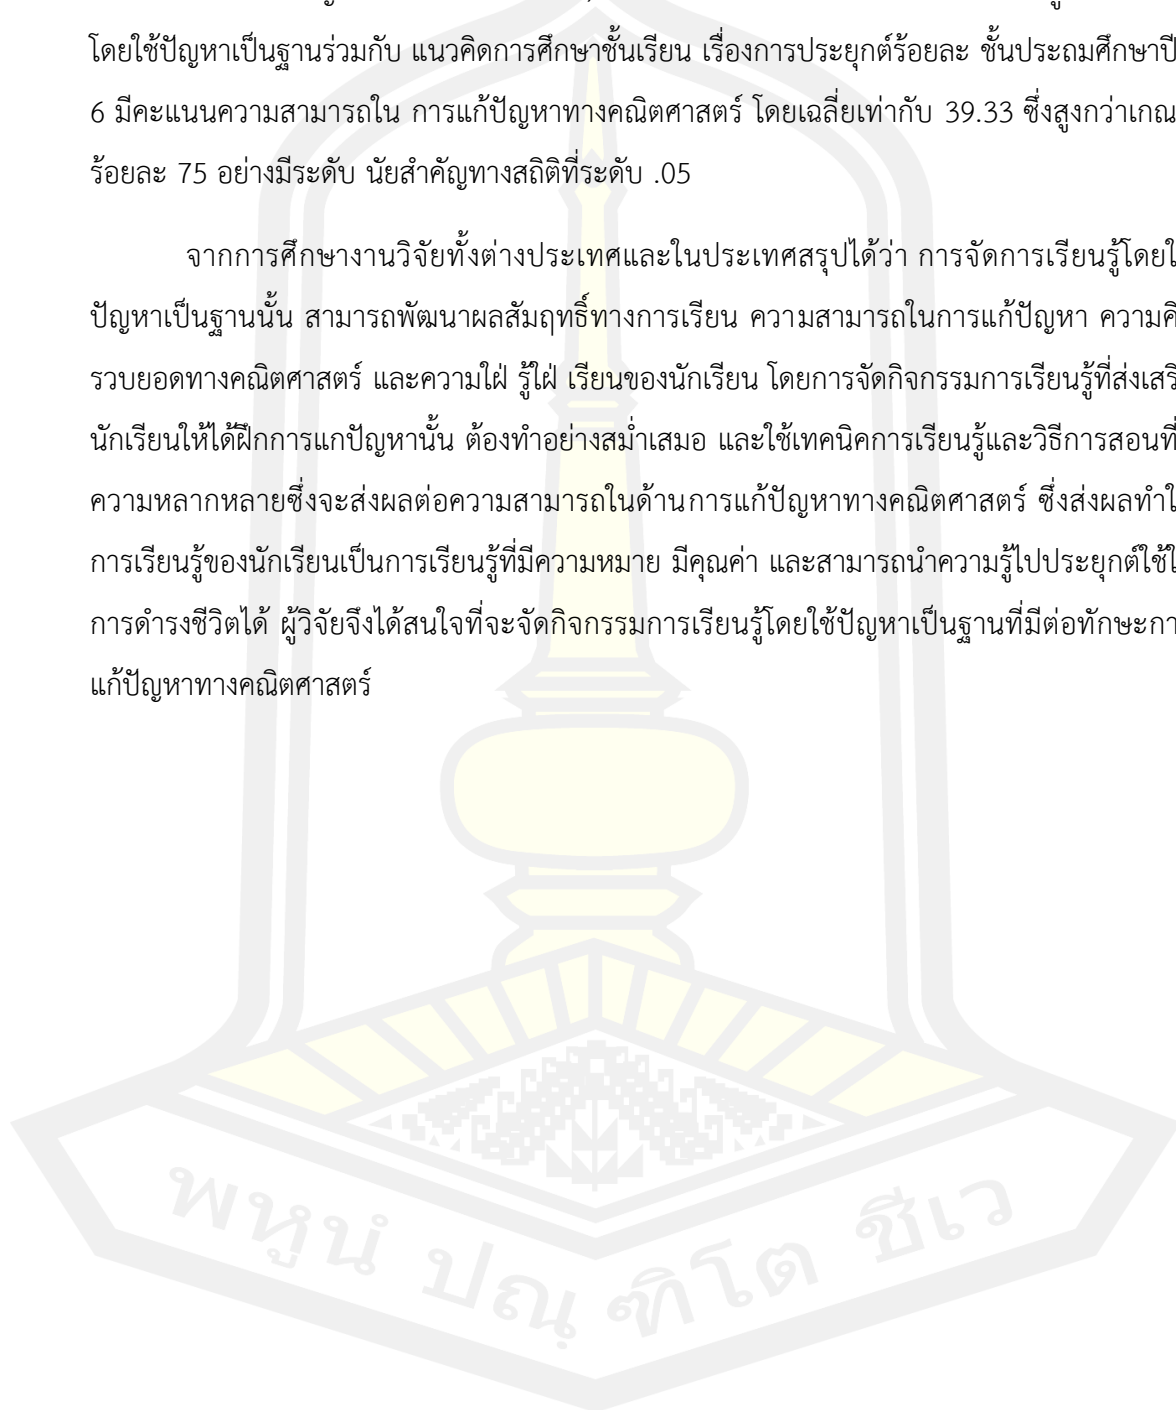 โดยใช้ปัญหาเป็นฐานร่วมกับ แนวคิดการศึกษาชั้นเรียน เรื่องการประยุกต์ร้อยละ ชั้นประถมศึกษาปี
6 มีคะแนนความสามารถใน การแก้ปัญหาทางคณิตศาสตร์ โดยเฉลี่ยเท่ากับ 39.33 ซึ่งสูงกว่าเกณ
ร้อยละ 75 อย่างมีระดับ นัยสำคัญทางสถิติที่ระดับ .05
จากการศึกษางานวิจัยทั้งต่างประเทศและในประเทศสรุปได้ว่า การจัดการเรียนรู้โดยใ
ปัญหาเป็นฐานนั้น สามารถพัฒนาผลสัมฤทธิ์ทางการเรียน ความสามารถในการแก้ปัญหา ความคิ
รวบยอดทางคณิตศาสตร์ และความใฝ่ รู้ใฝ่ เรียนของนักเรียน โดยการจัดกิจกรรมการเรียนรู้ที่ส่งเสริ
นักเรียนให้ได้ฝึกการแกปัญหานั้น ต้องทำอย่างสม่ำเสมอ และใช้เทคนิคการเรียนรู้และวิธีการสอนที่
ความหลากหลายซึ่งจะส่งผลต่อความสามารถในด้านการแก้ปัญหาทางคณิตศาสตร์ ซึ่งส่งผลทำใ
การเรียนรู้ของนักเรียนเป็นการเรียนรู้ที่มีความหมาย มีคุณค่า และสามารถนำความรู้ไปประยุกต์ใช้ใ
การดำรงชีวิตได้ ผู้วิจัยจึงได้สนใจที่จะจัดกิจกรรมการเรียนรู้โดยใช้ปัญหาเป็นฐานที่มีต่อทักษะกา
แก้ปัญหาทางคณิตศาสตร์
พหูนํ ปณฺฑิโต ชีเว